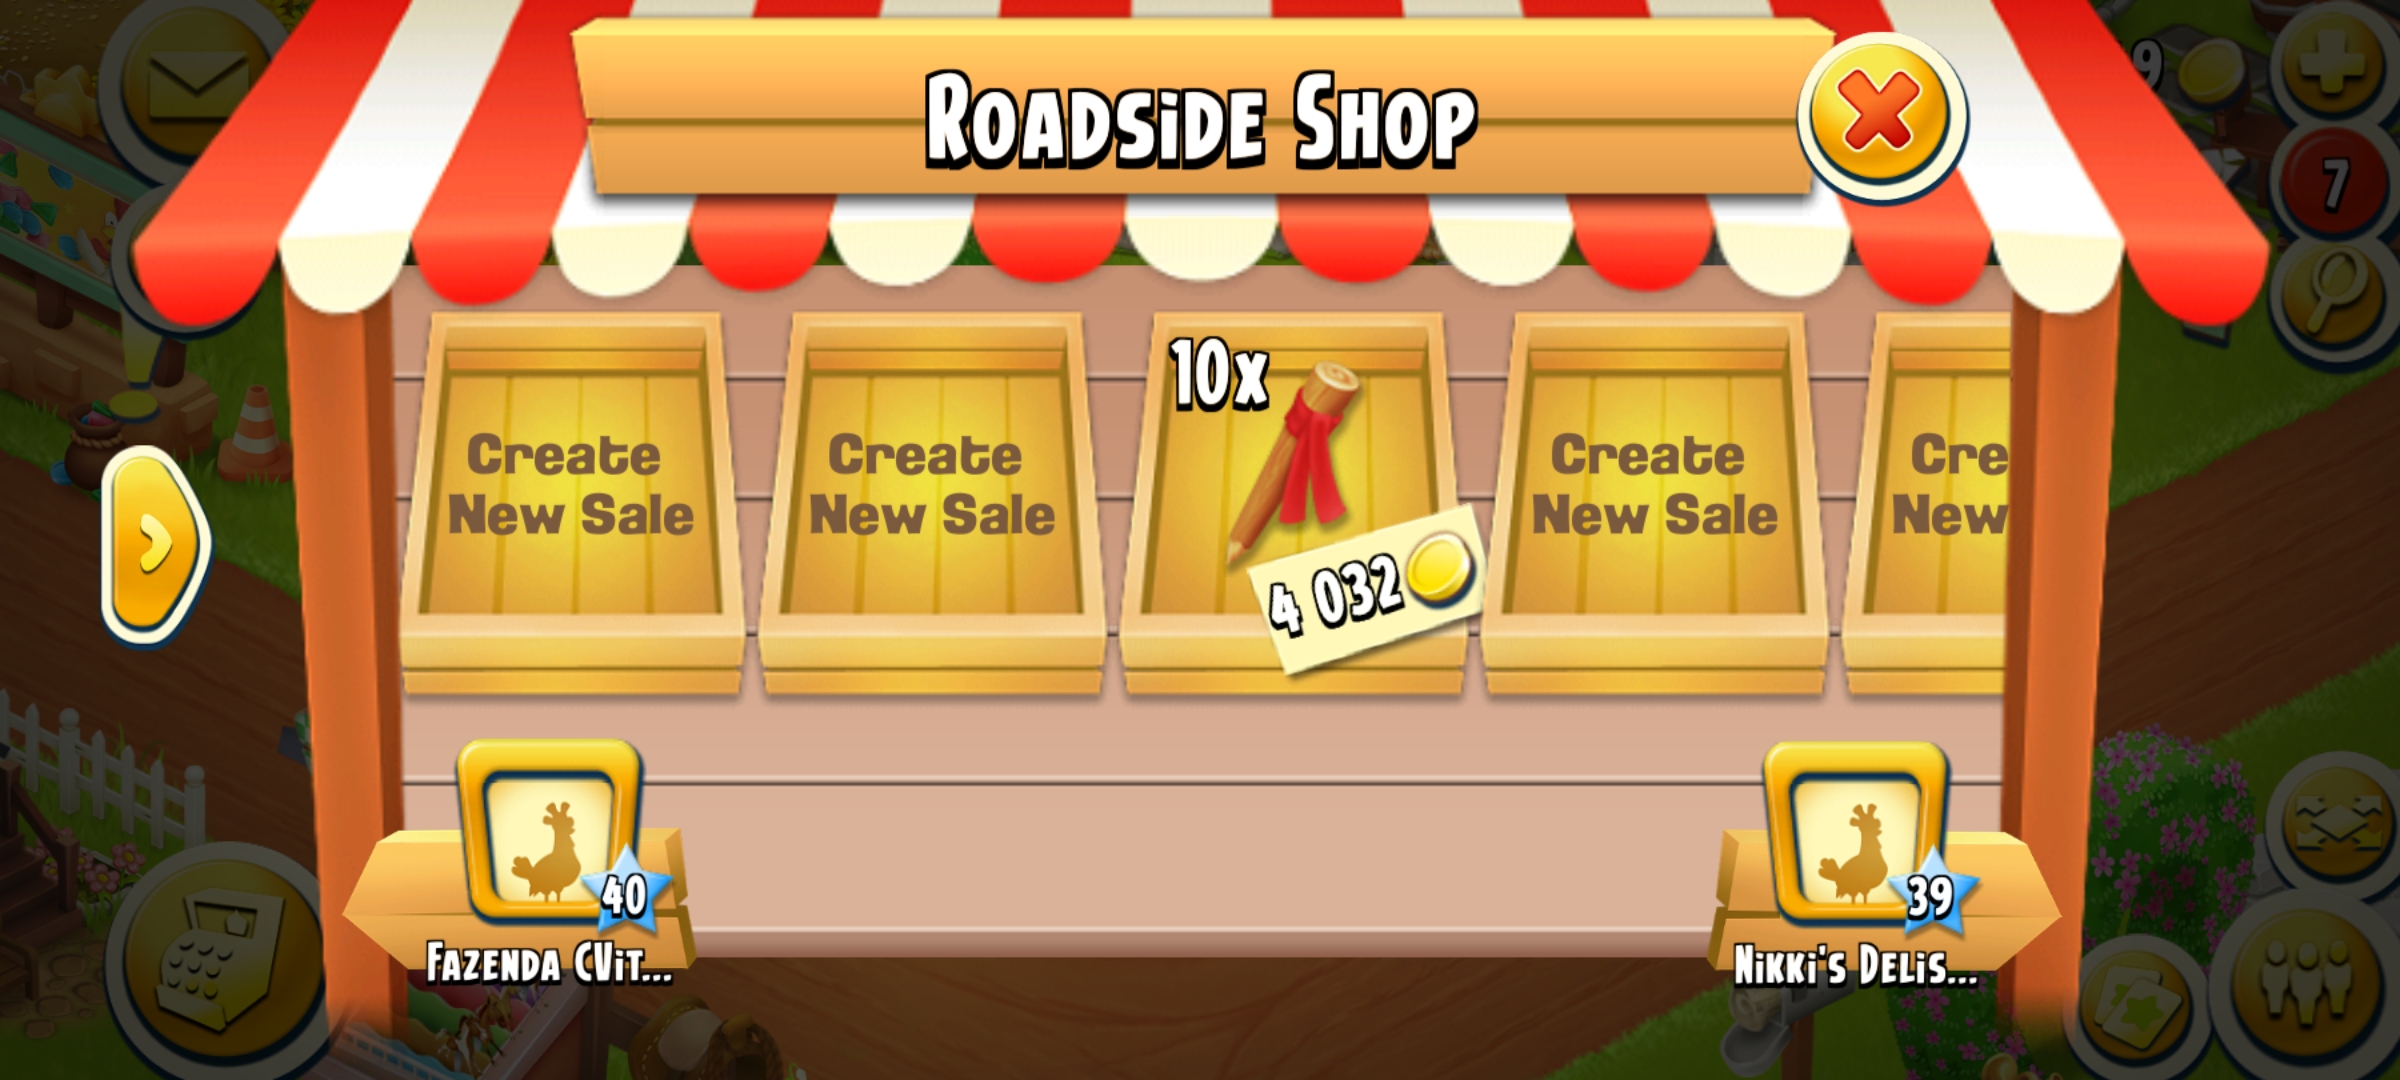 Roadside Shop
9
7
10x
Create
New Sale
Create
New Sale
4 032
Create
New Sale
Cre
New
40
Fazenda CVit...
39
Nikki's Delis...